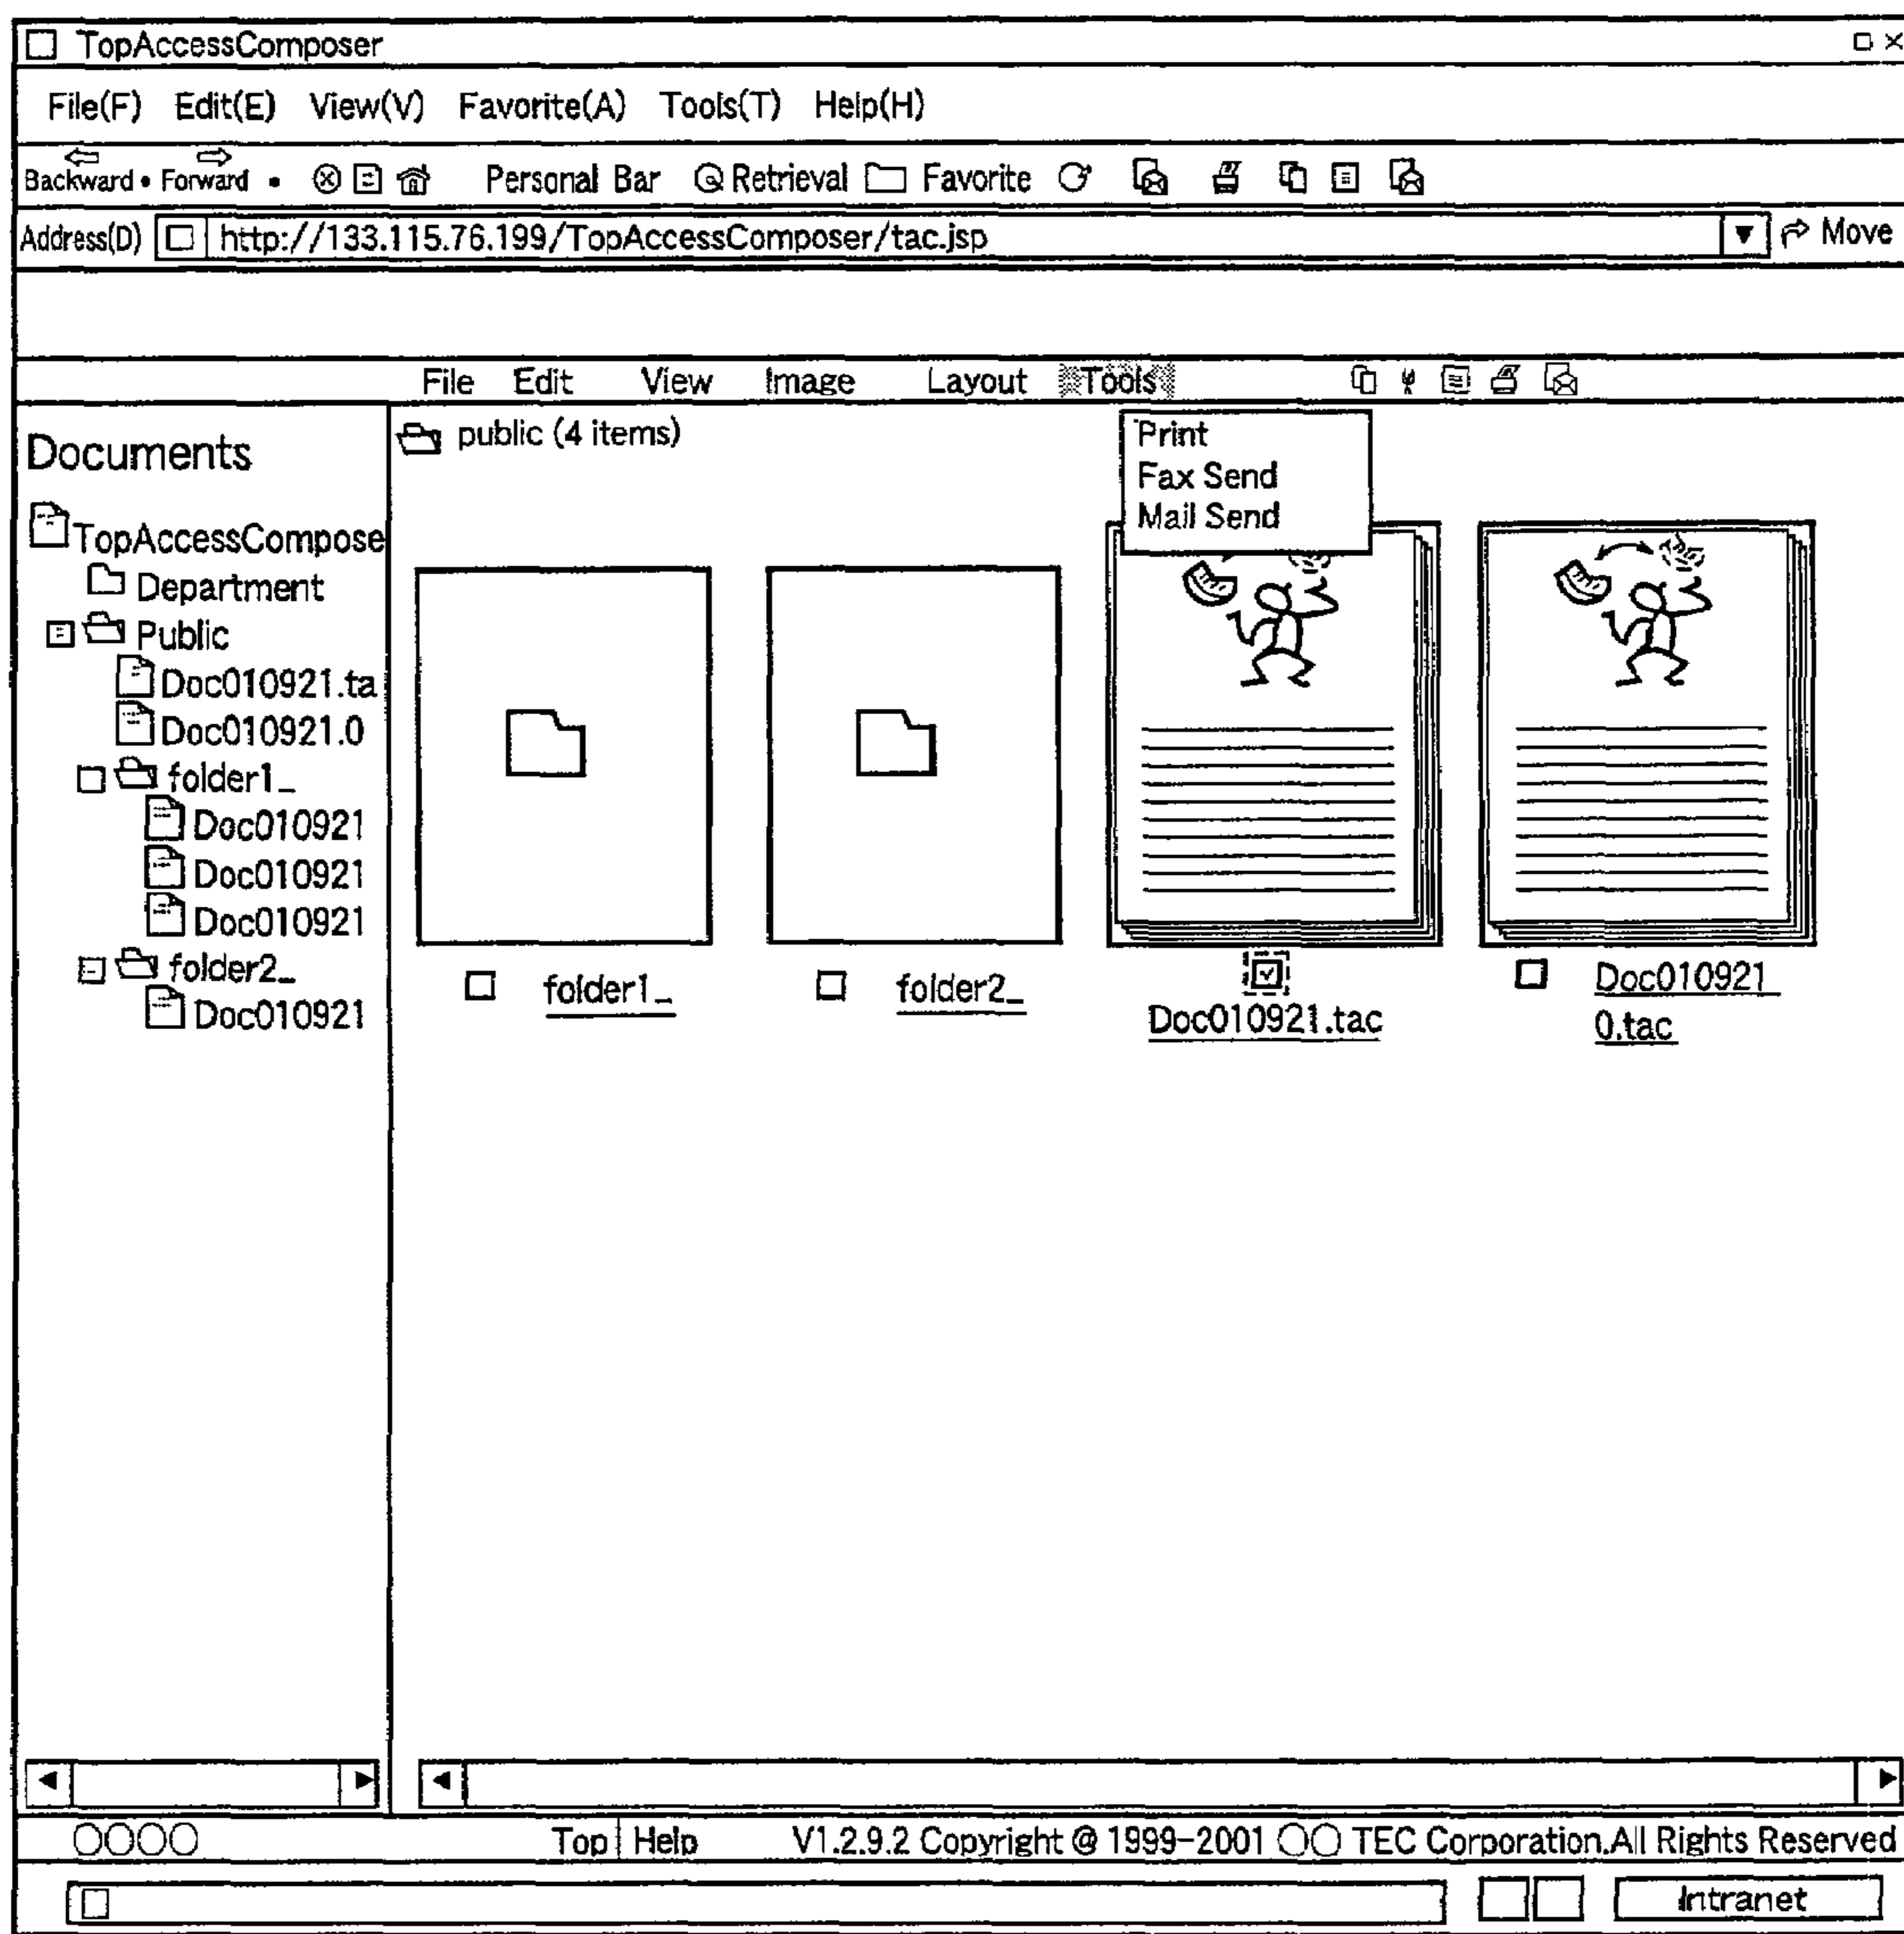 TopAccessComposer
File(F) Edit(E) View(V) Favorite(A) Tools(T) Help(H)
Backward • Forward • Personal Bar Retrieval Favorite
Address(D) http://133.115.76.199/TopAccessComposer/tac.jsp Move
File Edit View Image Layout Tools
Documents
TopAccessCompose
Department
Public
Doc010921.ta
Doc010921.0
folder1_
Doc010921
Doc010921
Doc010921
folder2_
Doc010921
public (4 items)
Print
Fax Send
Mail Send
folder1_
folder2_
Doc010921.tac
Doc010921_
0.tac
○○○○ Top Help V1.2.9.2 Copyright @ 1999-2001 ○○ TEC Corporation.All Rights Reserved
Intranet